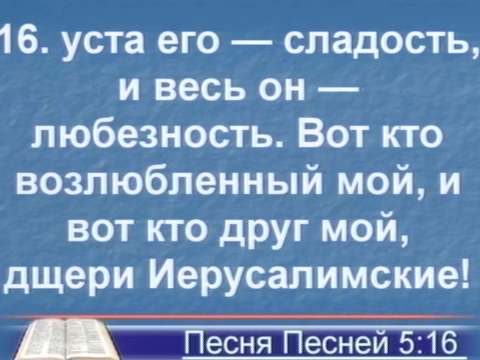 16. уста его — сладость,
и весь он —
любезность. Вот кто
возлюбленный мой, и
вот кто друг мой,
дщери Иерусалимские!
Песня Песней 5:16